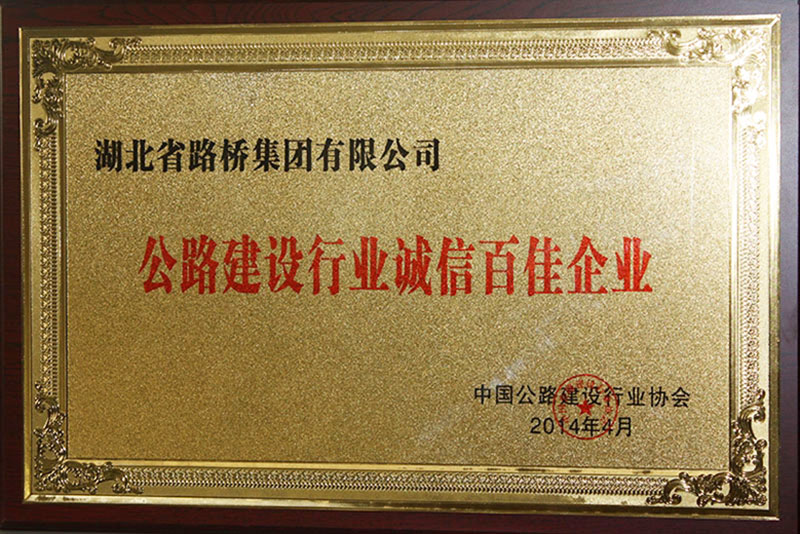 湖北省路桥集团有限公司
公路建设行业诚信百佳企业
中国公路建设行业协会
2014年4月